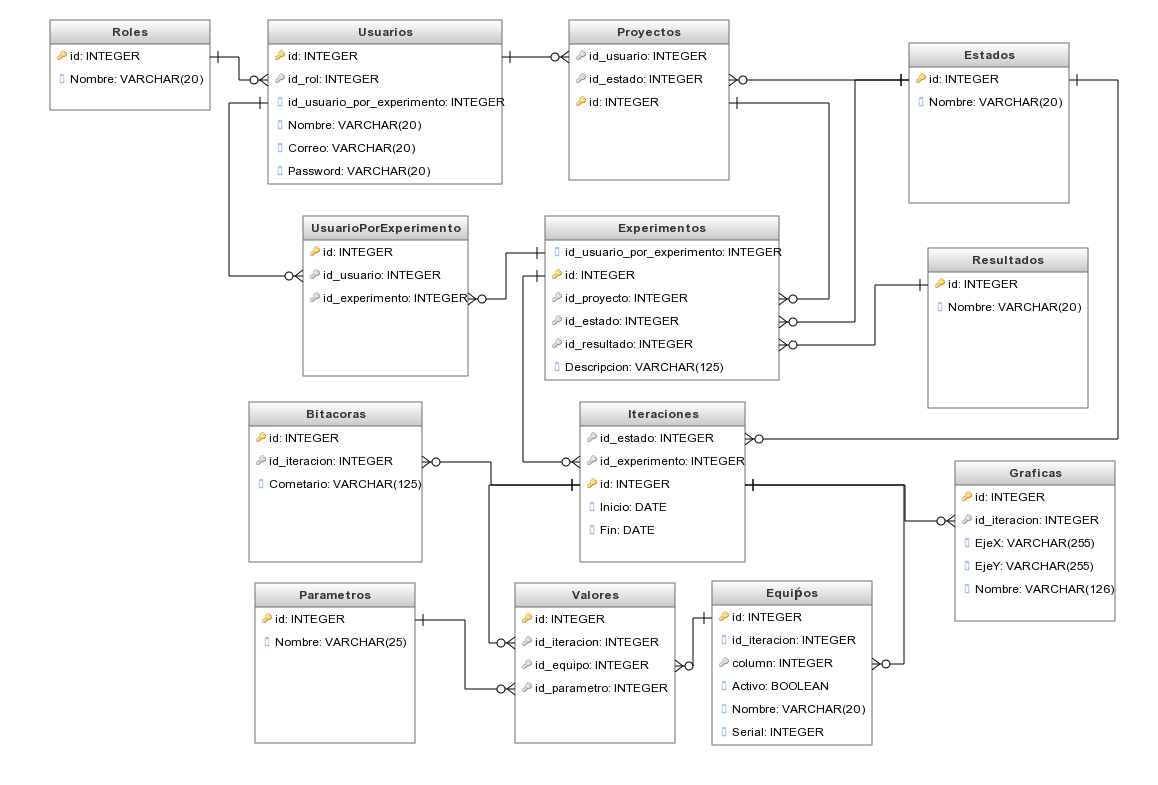 Roles
id: INTEGER
Nombre: VARCHAR(20)
Usuarios
id: INTEGER
id_rol: INTEGER
id_usuario_por_experimento: INTEGER
Nombre: VARCHAR(20)
Correo: VARCHAR(20)
Password: VARCHAR(20)
Proyectos
id_usuario: INTEGER
id_estado: INTEGER
id: INTEGER
Estados
id: INTEGER
Nombre: VARCHAR(20)
UsuarioPorExperimento
id: INTEGER
id_usuario: INTEGER
id_experimento: INTEGER
Experimentos
id_usuario_por_experimento: INTEGER
id: INTEGER
id_proyecto: INTEGER
id_estado: INTEGER
id_resultado: INTEGER
Descripcion: VARCHAR(125)
Resultados
id: INTEGER
Nombre: VARCHAR(20)
Bitacoras
id: INTEGER
id_iteracion: INTEGER
Cometario: VARCHAR(125)
Iteraciones
id_estado: INTEGER
id_experimento: INTEGER
id: INTEGER
Inicio: DATE
Fin: DATE
Graficas
id: INTEGER
id_iteracion: INTEGER
EjeX: VARCHAR(255)
EjeY: VARCHAR(255)
Nombre: VARCHAR(126)
Parametros
id: INTEGER
Nombre: VARCHAR(25)
Valores
id: INTEGER
id_iteracion: INTEGER
id_equipo: INTEGER
id_parametro: INTEGER
Equiṕos
id: INTEGER
id_iteracion: INTEGER
column: INTEGER
Activo: BOOLEAN
Nombre: VARCHAR(20)
Serial: INTEGER